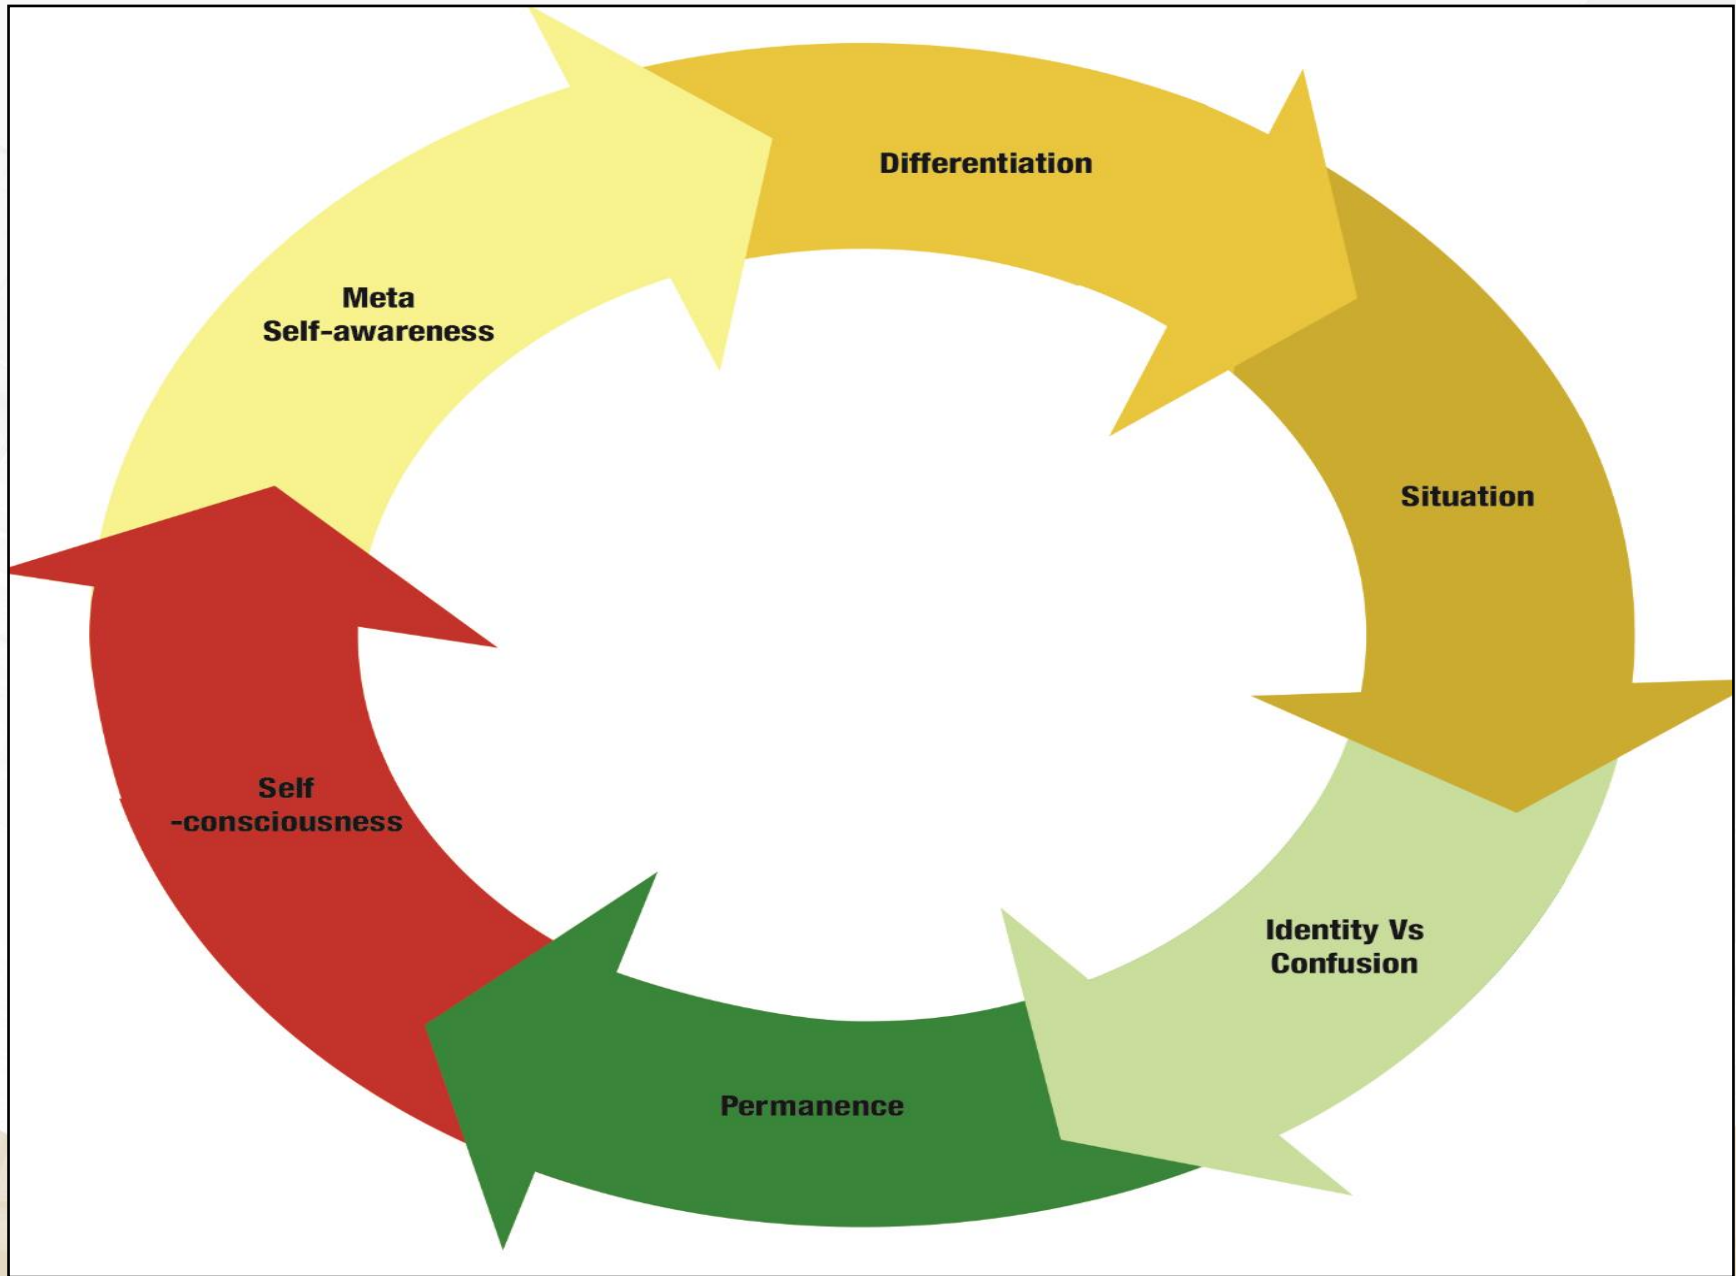 Differentiation
Situation
Identity Vs
Confusion
Permanence
Self
-consciousness
Meta
Self-awareness